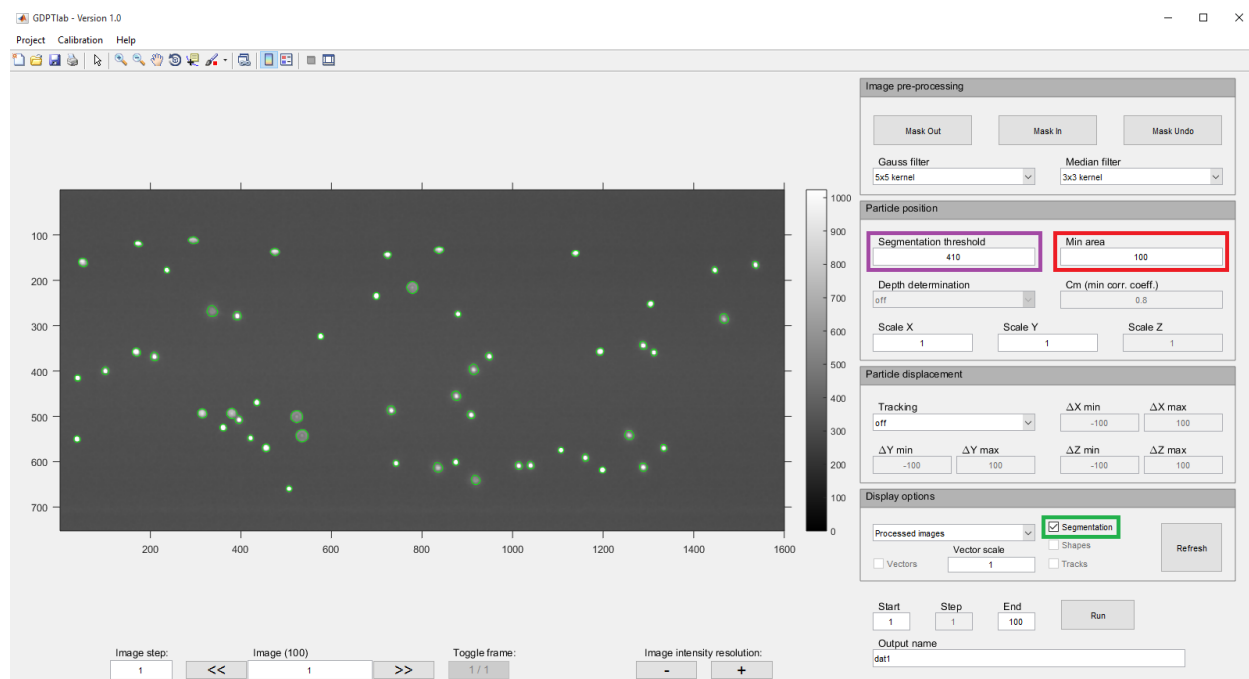 GDPTlab - Version 1.0
Project Calibration Help
100
200
300
400
500
600
700
200 400 600 800 1000 1200 1400 1600
1000
900
800
700
600
500
400
300
200
100
0
Image step: Image (100) Toggle frame: Image intensity resolution:
1 << 1 >> 1 / 1 - +
Image pre-processing
Mask Out Mask In Mask Undo
Gauss filter Median filter
5x5 kernel 3x3 kernel
Particle position
Segmentation threshold Min area
410 100
Depth determination Cm (min corr. coeff.)
off 0.8
Scale X Scale Y Scale Z
1 1 1
Particle displacement
Tracking ΔX min ΔX max
off -100 100
ΔY min ΔY max ΔZ min ΔZ max
-100 100 -100 100
Display options
Processed images Segmentation
Vector scale Shapes Refresh
Vectors 1 Tracks
Start Step End
1 1 100 Run
Output name
dat1